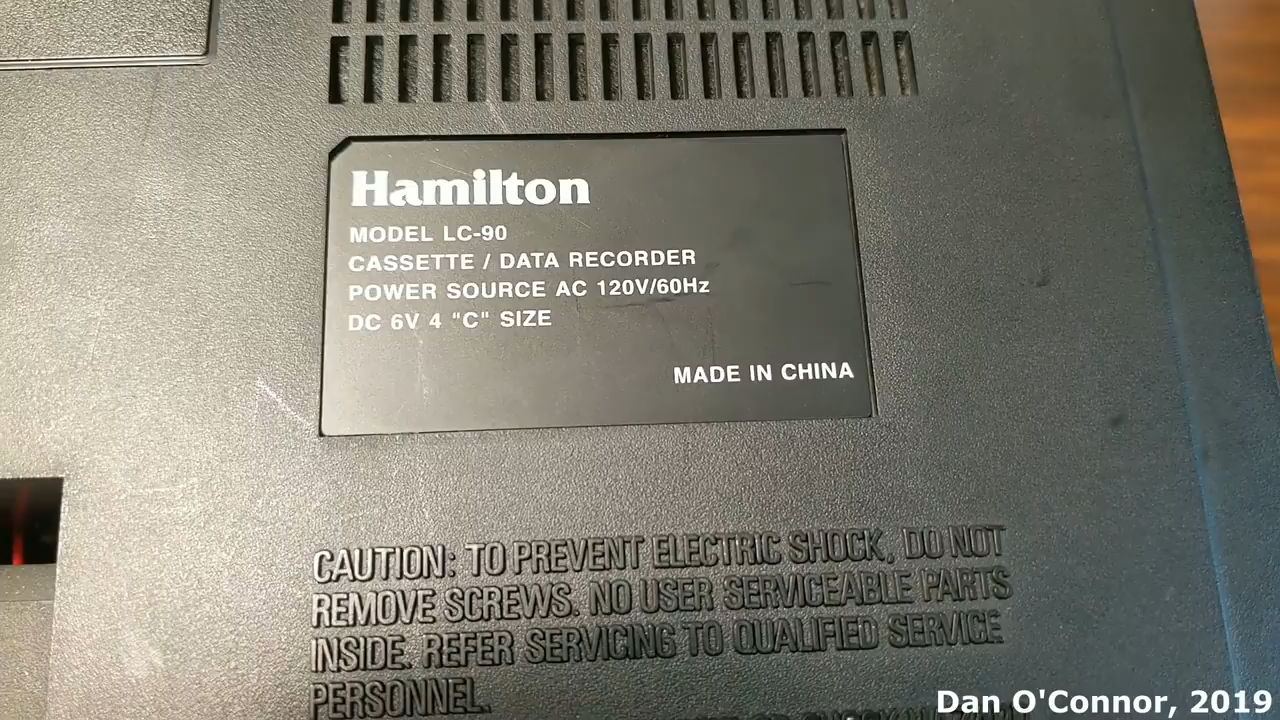 Hamilton
MODEL LC-90
CASSETTE / DATA RECORDER
POWER SOURCE AC 120V/60Hz
DC 6V 4 "C" SIZE
MADE IN CHINA
CAUTION: TO PREVENT ELECTRIC SHOCK, DO NOT
REMOVE SCREWS. NO USER SERVICEABLE PARTS
INSIDE. REFER SERVICING TO QUALIFIED SERVICE
PERSONNEL.
Dan O'Connor, 2019